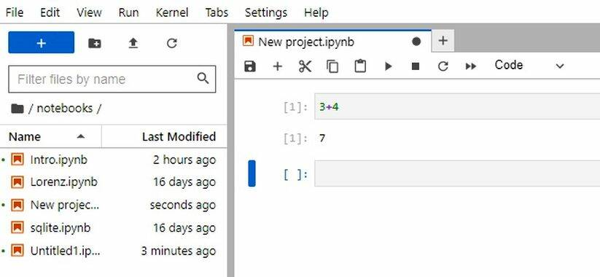 File Edit View Run Kernel Tabs Settings Help
+
Filter files by name
/ notebooks /
Name Last Modified
Intro.ipynb 2 hours ago
Lorenz.ipynb 16 days ago
New projec... seconds ago
sqlite.ipynb 16 days ago
Untitled1.ip... 3 minutes ago
New project.ipynb
Code
[1]: 3+4
[1]: 7
[ ]: